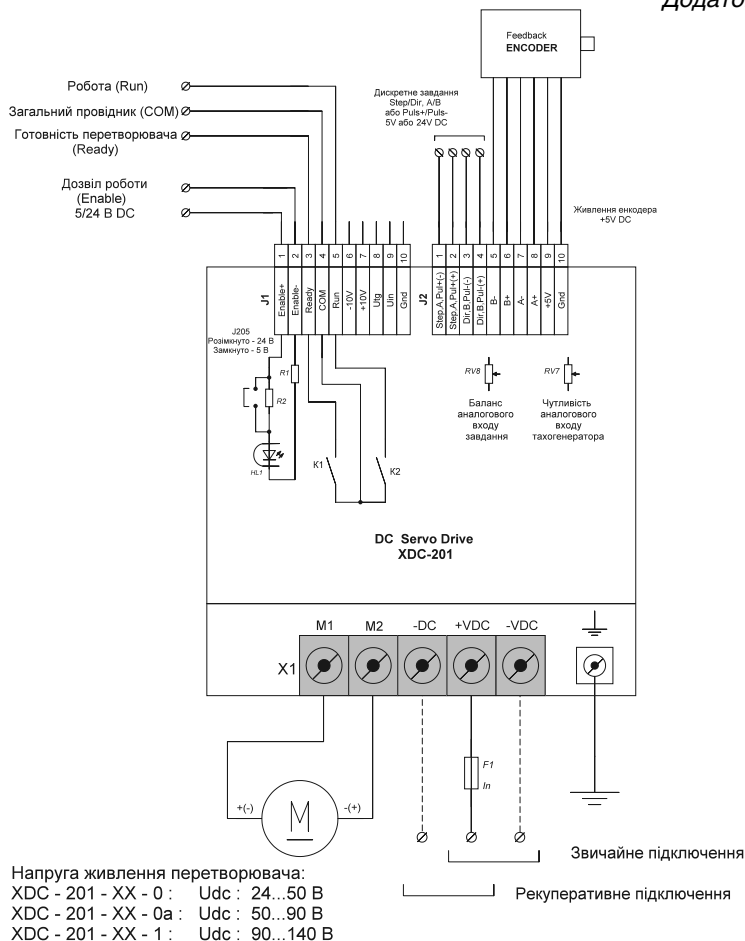 Додато
Feedback
ENCODER
Робота (Run)
Загальний провідник (COM)
Готовність перетворювача
(Ready)
Дозвіл роботи
(Enable)
5/24 В DC
Дискретне завдання
Step/Dir, A/B
або Puls+/Puls-
5V або 24V DC
Живлення енкодера
+5V DC
1 2 3 4 5 6 7 8 9 10
J1
Enable+
Enable-
Ready
COM
Run
-10V
+10V
Utg
Uin
Gnd
1 2 3 4 5 6 7 8 9 10
J2
Step,A,Pul+(-)
Step,A,Pul+(+)
Dir,B,Pul-(-)
Dir,B,Pul-(+)
B-
B+
A-
A+
+5V
Gnd
J205
Розімкнуто - 24 В
Замкнуто - 5 В
R1
R2
HL1
K1
K2
RV8
Баланс
аналогового
входу
завдання
RV7
Чутливість
аналогового
входу
тахогенератора
DC Servo Drive
XDC-201
M1 M2 -DC +VDC -VDC
X1
F1
In
+(-)
M
-(+)
Звичайне підключення
Рекуперативне підключення
Напруга живлення перетворювача:
XDC - 201 - XX - 0 : Udc : 24...50 В
XDC - 201 - XX - 0a : Udc : 50...90 В
XDC - 201 - XX - 1 : Udc : 90...140 В